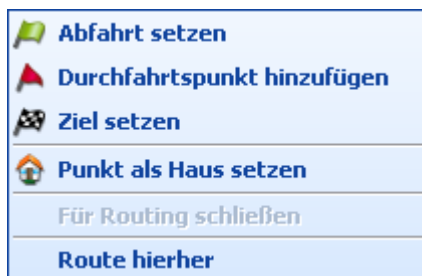 Abfahrt setzen
Durchfahrtspunkt hinzufügen
Ziel setzen
Punkt als Haus setzen
Für Routing schließen
Route hierher